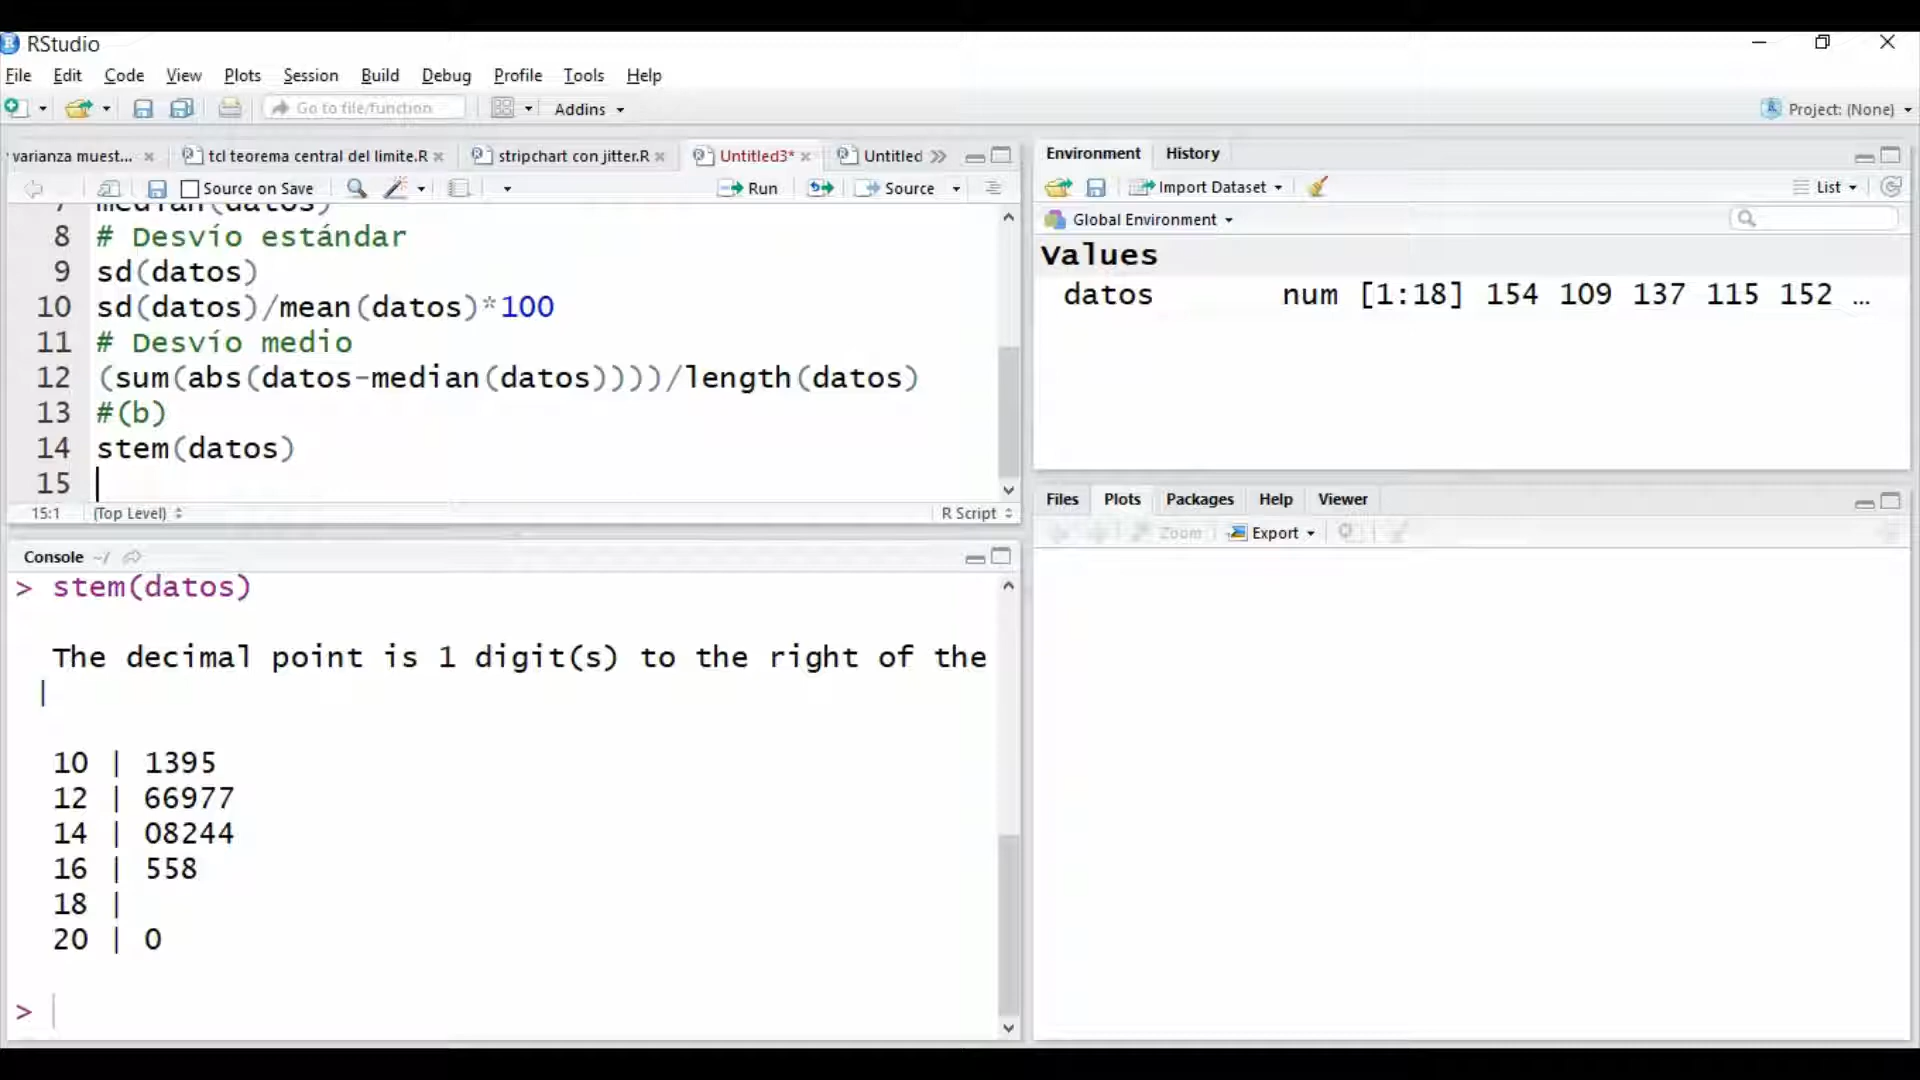 RStudio
File Edit Code View Plots Session Build Debug Profile Tools Help
Go to file/function Addins Project: (None)
varianza muest... tcl teorema central del limite.R stripchart con jitter.R Untitled3* Untitled
Source on Save Run Source
7 median(datos)
8 # Desvío estándar
9 sd(datos)
10 sd(datos)/mean(datos)*100
11 # Desvío medio
12 (sum(abs(datos-median(datos))))/length(datos)
13 #(b)
14 stem(datos)
15
15:1 (Top Level) R Script
Console ~/
> stem(datos)
The decimal point is 1 digit(s) to the right of the
|
10 | 1395
12 | 66977
14 | 08244
16 | 558
18 |
20 | 0
>
Environment History
Import Dataset List
Global Environment
Values
datos num [1:18] 154 109 137 115 152 ...
Files Plots Packages Help Viewer
Zoom Export